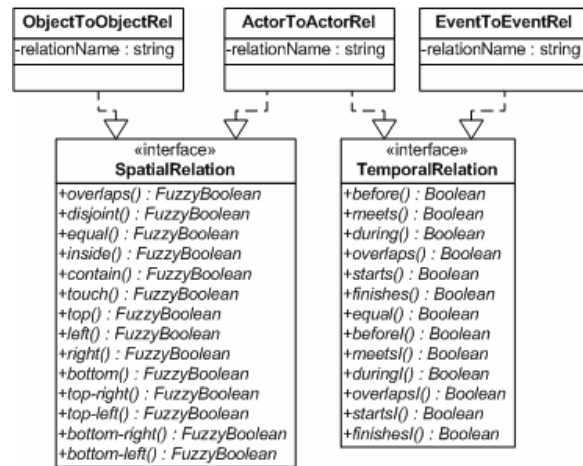 ObjectToObjectRel
-relationName : string
ActorToActorRel
-relationName : string
EventToEventRel
-relationName : string
«interface»
SpatialRelation
+overlaps() : FuzzyBoolean
+disjoint() : FuzzyBoolean
+equal() : FuzzyBoolean
+inside() : FuzzyBoolean
+contain() : FuzzyBoolean
+touch() : FuzzyBoolean
+top() : FuzzyBoolean
+left() : FuzzyBoolean
+right() : FuzzyBoolean
+bottom() : FuzzyBoolean
+top-right() : FuzzyBoolean
+top-left() : FuzzyBoolean
+bottom-right() : FuzzyBoolean
+bottom-left() : FuzzyBoolean
«interface»
TemporalRelation
+before() : Boolean
+meets() : Boolean
+during() : Boolean
+overlaps() : Boolean
+starts() : Boolean
+finishes() : Boolean
+equal() : Boolean
+beforeI() : Boolean
+meetsI() : Boolean
+duringI() : Boolean
+overlapsI() : Boolean
+startsI() : Boolean
+finishesI() : Boolean